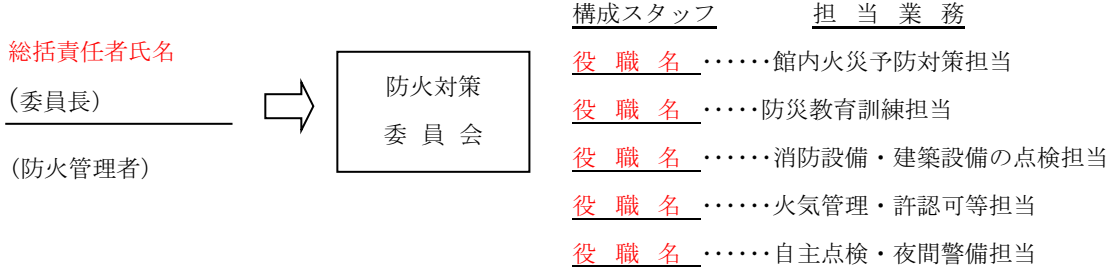 総括責任者氏名
(委員長)
(防火管理者)
防火対策
委 員 会
構成スタッフ 担 当 業 務
役 職 名 ‥‥‥館内火災予防対策担当
役 職 名 ‥‥・防災教育訓練担当
役 職 名 ‥‥‥消防設備・建築設備の点検担当
役 職 名 ‥‥‥火気管理・許認可等担当
役 職 名 ‥‥‥自主点検・夜間警備担当